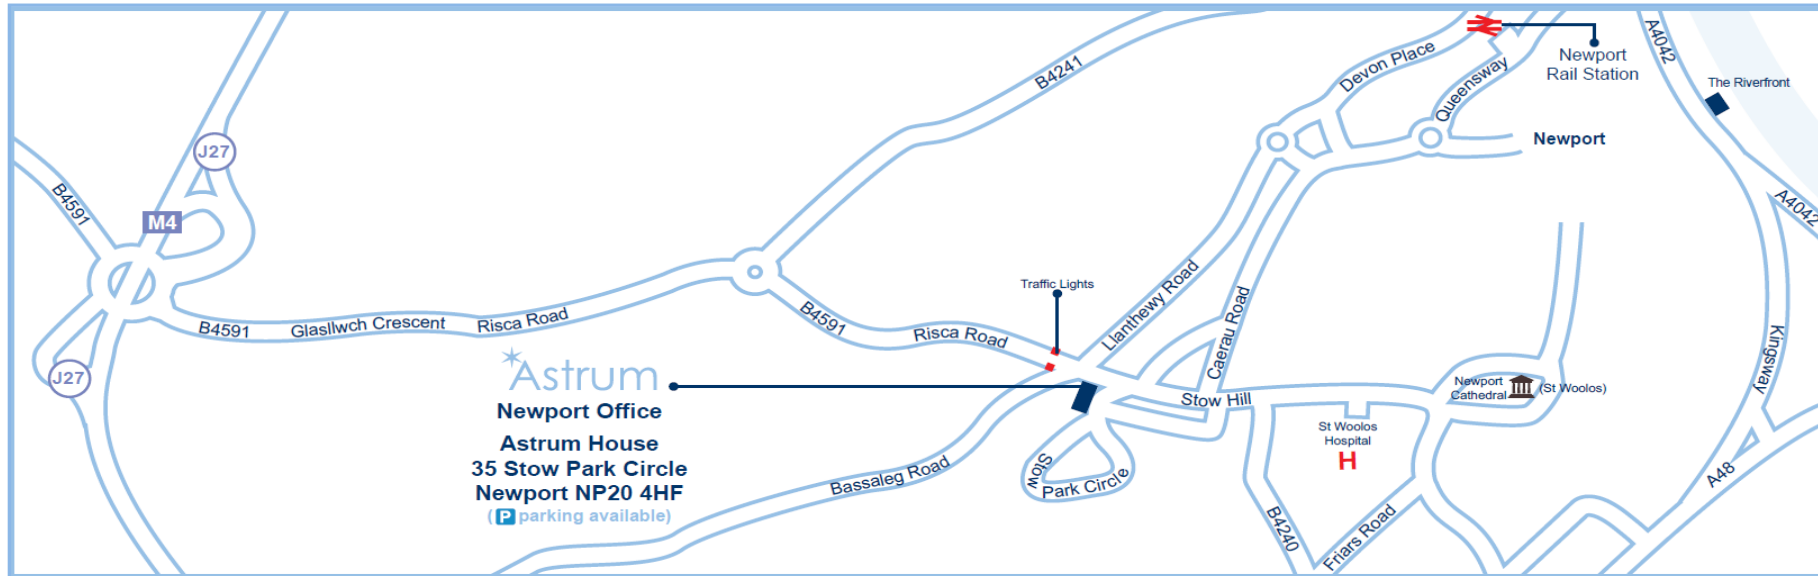 A4042
Newport
Rail Station
Devon Place
B4241
Queensway
The Riverfront
J27
Newport
B4591
M4
A4042
Traffic Lights
Llanthewy Road
Caerau Road
B4591
Glasllwch Crescent
Risca Road
B4591
Risca Road
Kingsway
J27
Astrum
Newport Office
Astrum House
35 Stow Park Circle
Newport NP20 4HF
(P parking available)
Newport
Cathedral
(St Woolos)
Stow Hill
St Woolos
Hospital
H
Bassaleg Road
Stow
Park Circle
A48
B4240
Friars Road